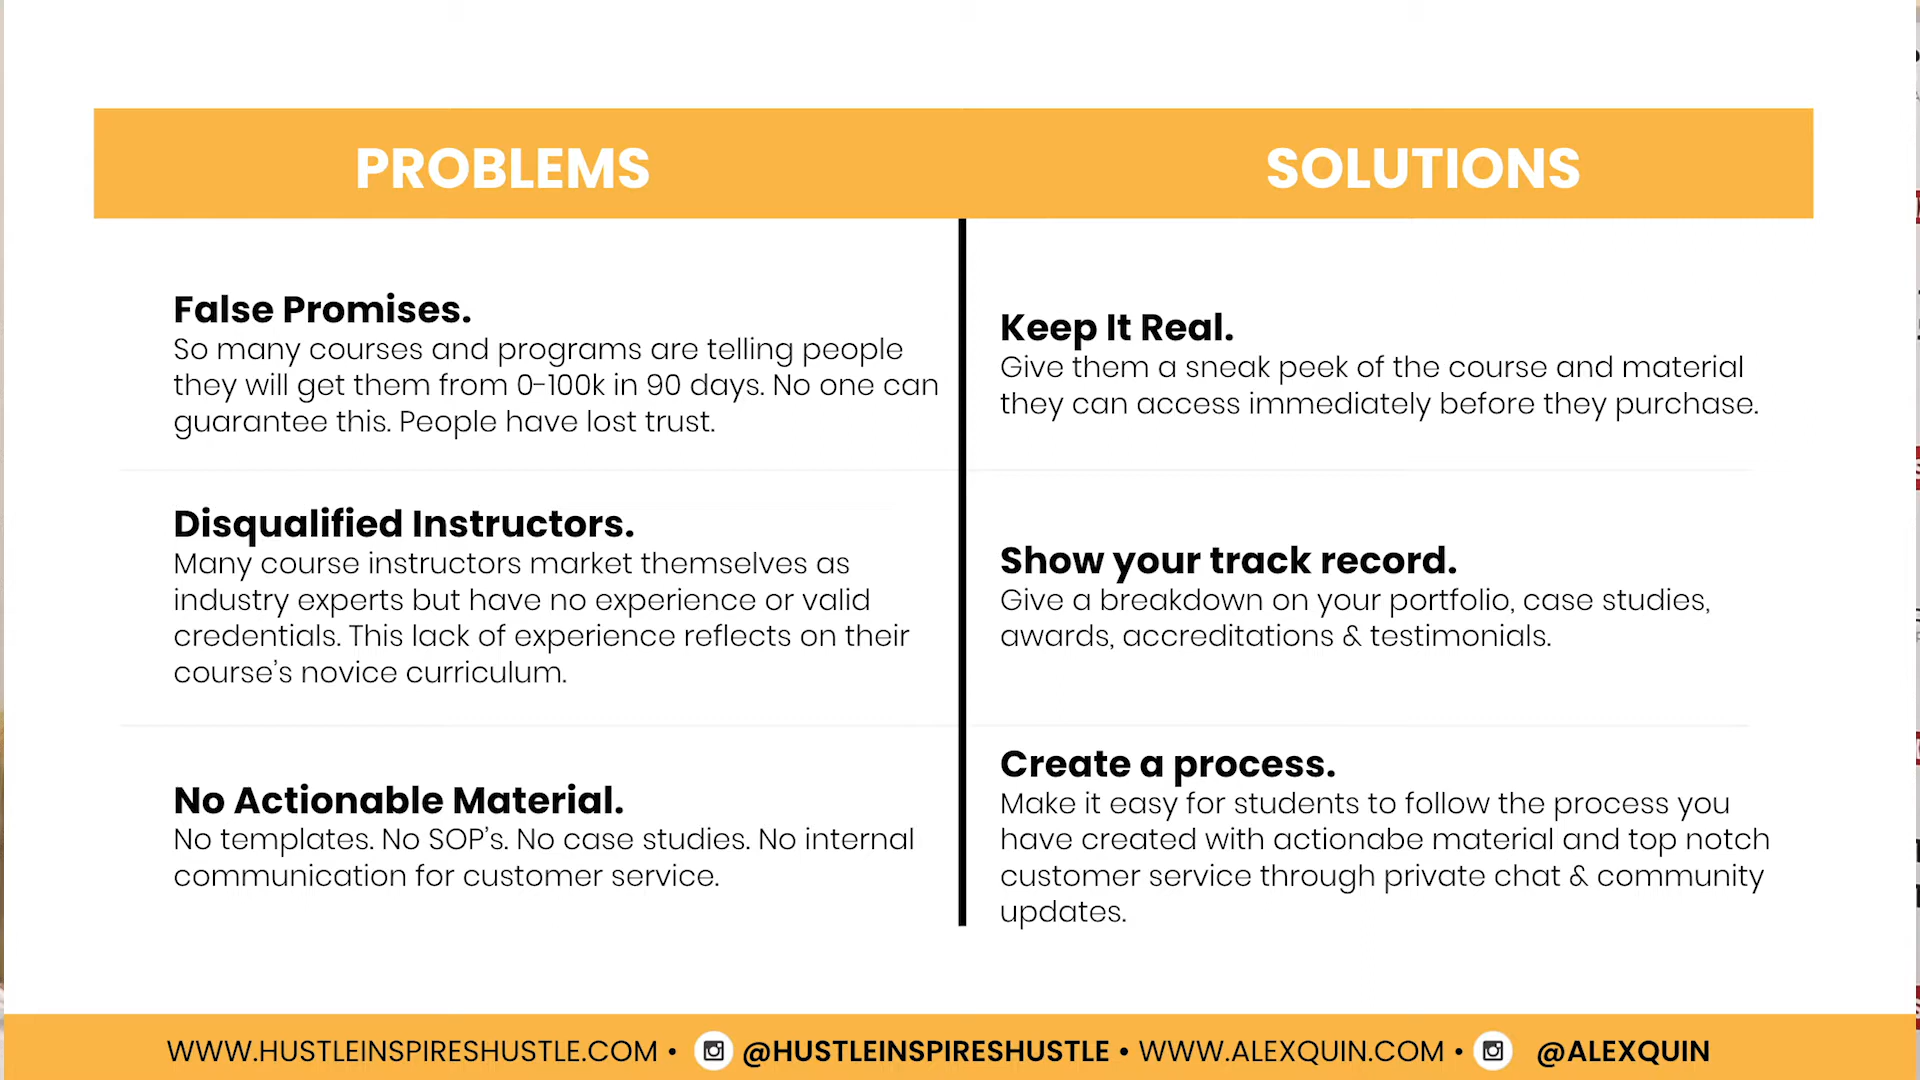 PROBLEMS
SOLUTIONS
False Promises.
So many courses and programs are telling people
they will get them from 0-100k in 90 days. No one can
guarantee this. People have lost trust.
Keep It Real.
Give them a sneak peek of the course and material
they can access immediately before they purchase.
Disqualified Instructors.
Many course instructors market themselves as
industry experts but have no experience or valid
credentials. This lack of experience reflects on their
course's novice curriculum.
Show your track record.
Give a breakdown on your portfolio, case studies,
awards, accreditations & testimonials.
No Actionable Material.
No templates. No SOP's. No case studies. No internal
communication for customer service.
Create a process.
Make it easy for students to follow the process you
have created with actionabe material and top notch
customer service through private chat & community
updates.
WWW.HUSTLEINSPIRESHUSTLE.COM • @HUSTLEINSPIRESHUSTLE • WWW.ALEXQUIN.COM • @ALEXQUIN